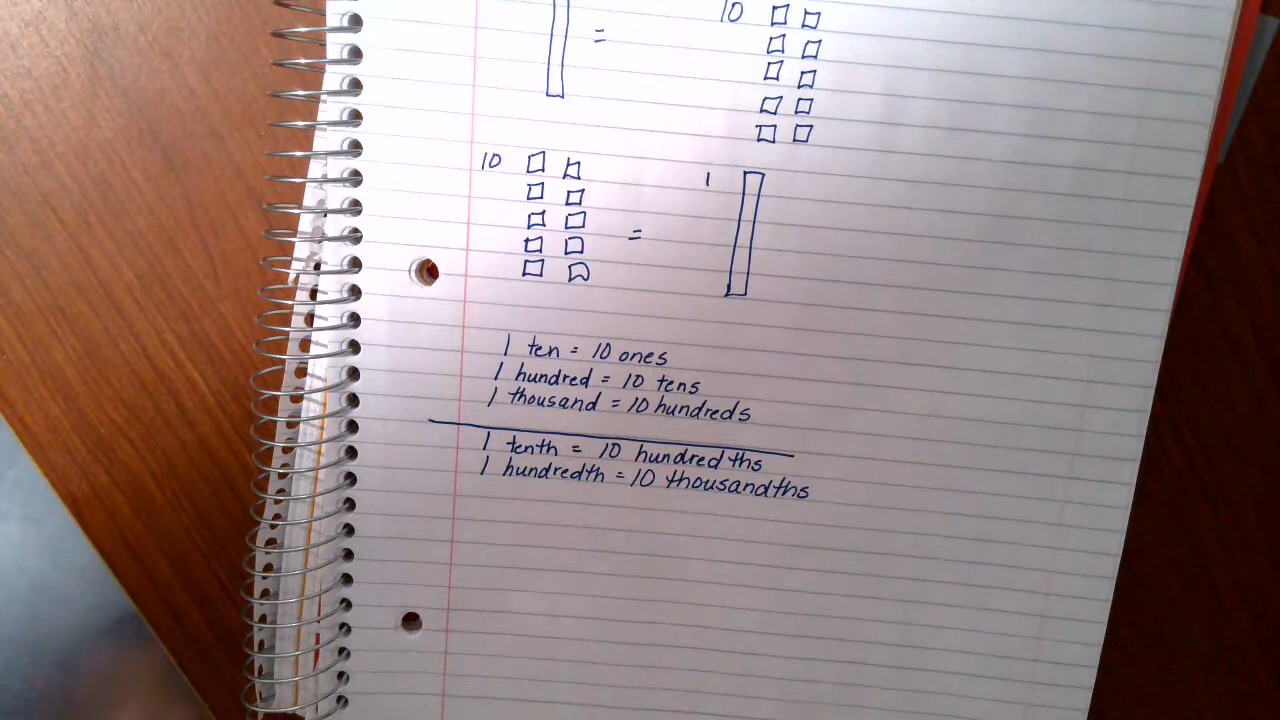 =
10
10
=
1
1 ten = 10 ones
1 hundred = 10 tens
1 thousand = 10 hundreds
1 tenth = 10 hundredths
1 hundredth = 10 thousandths